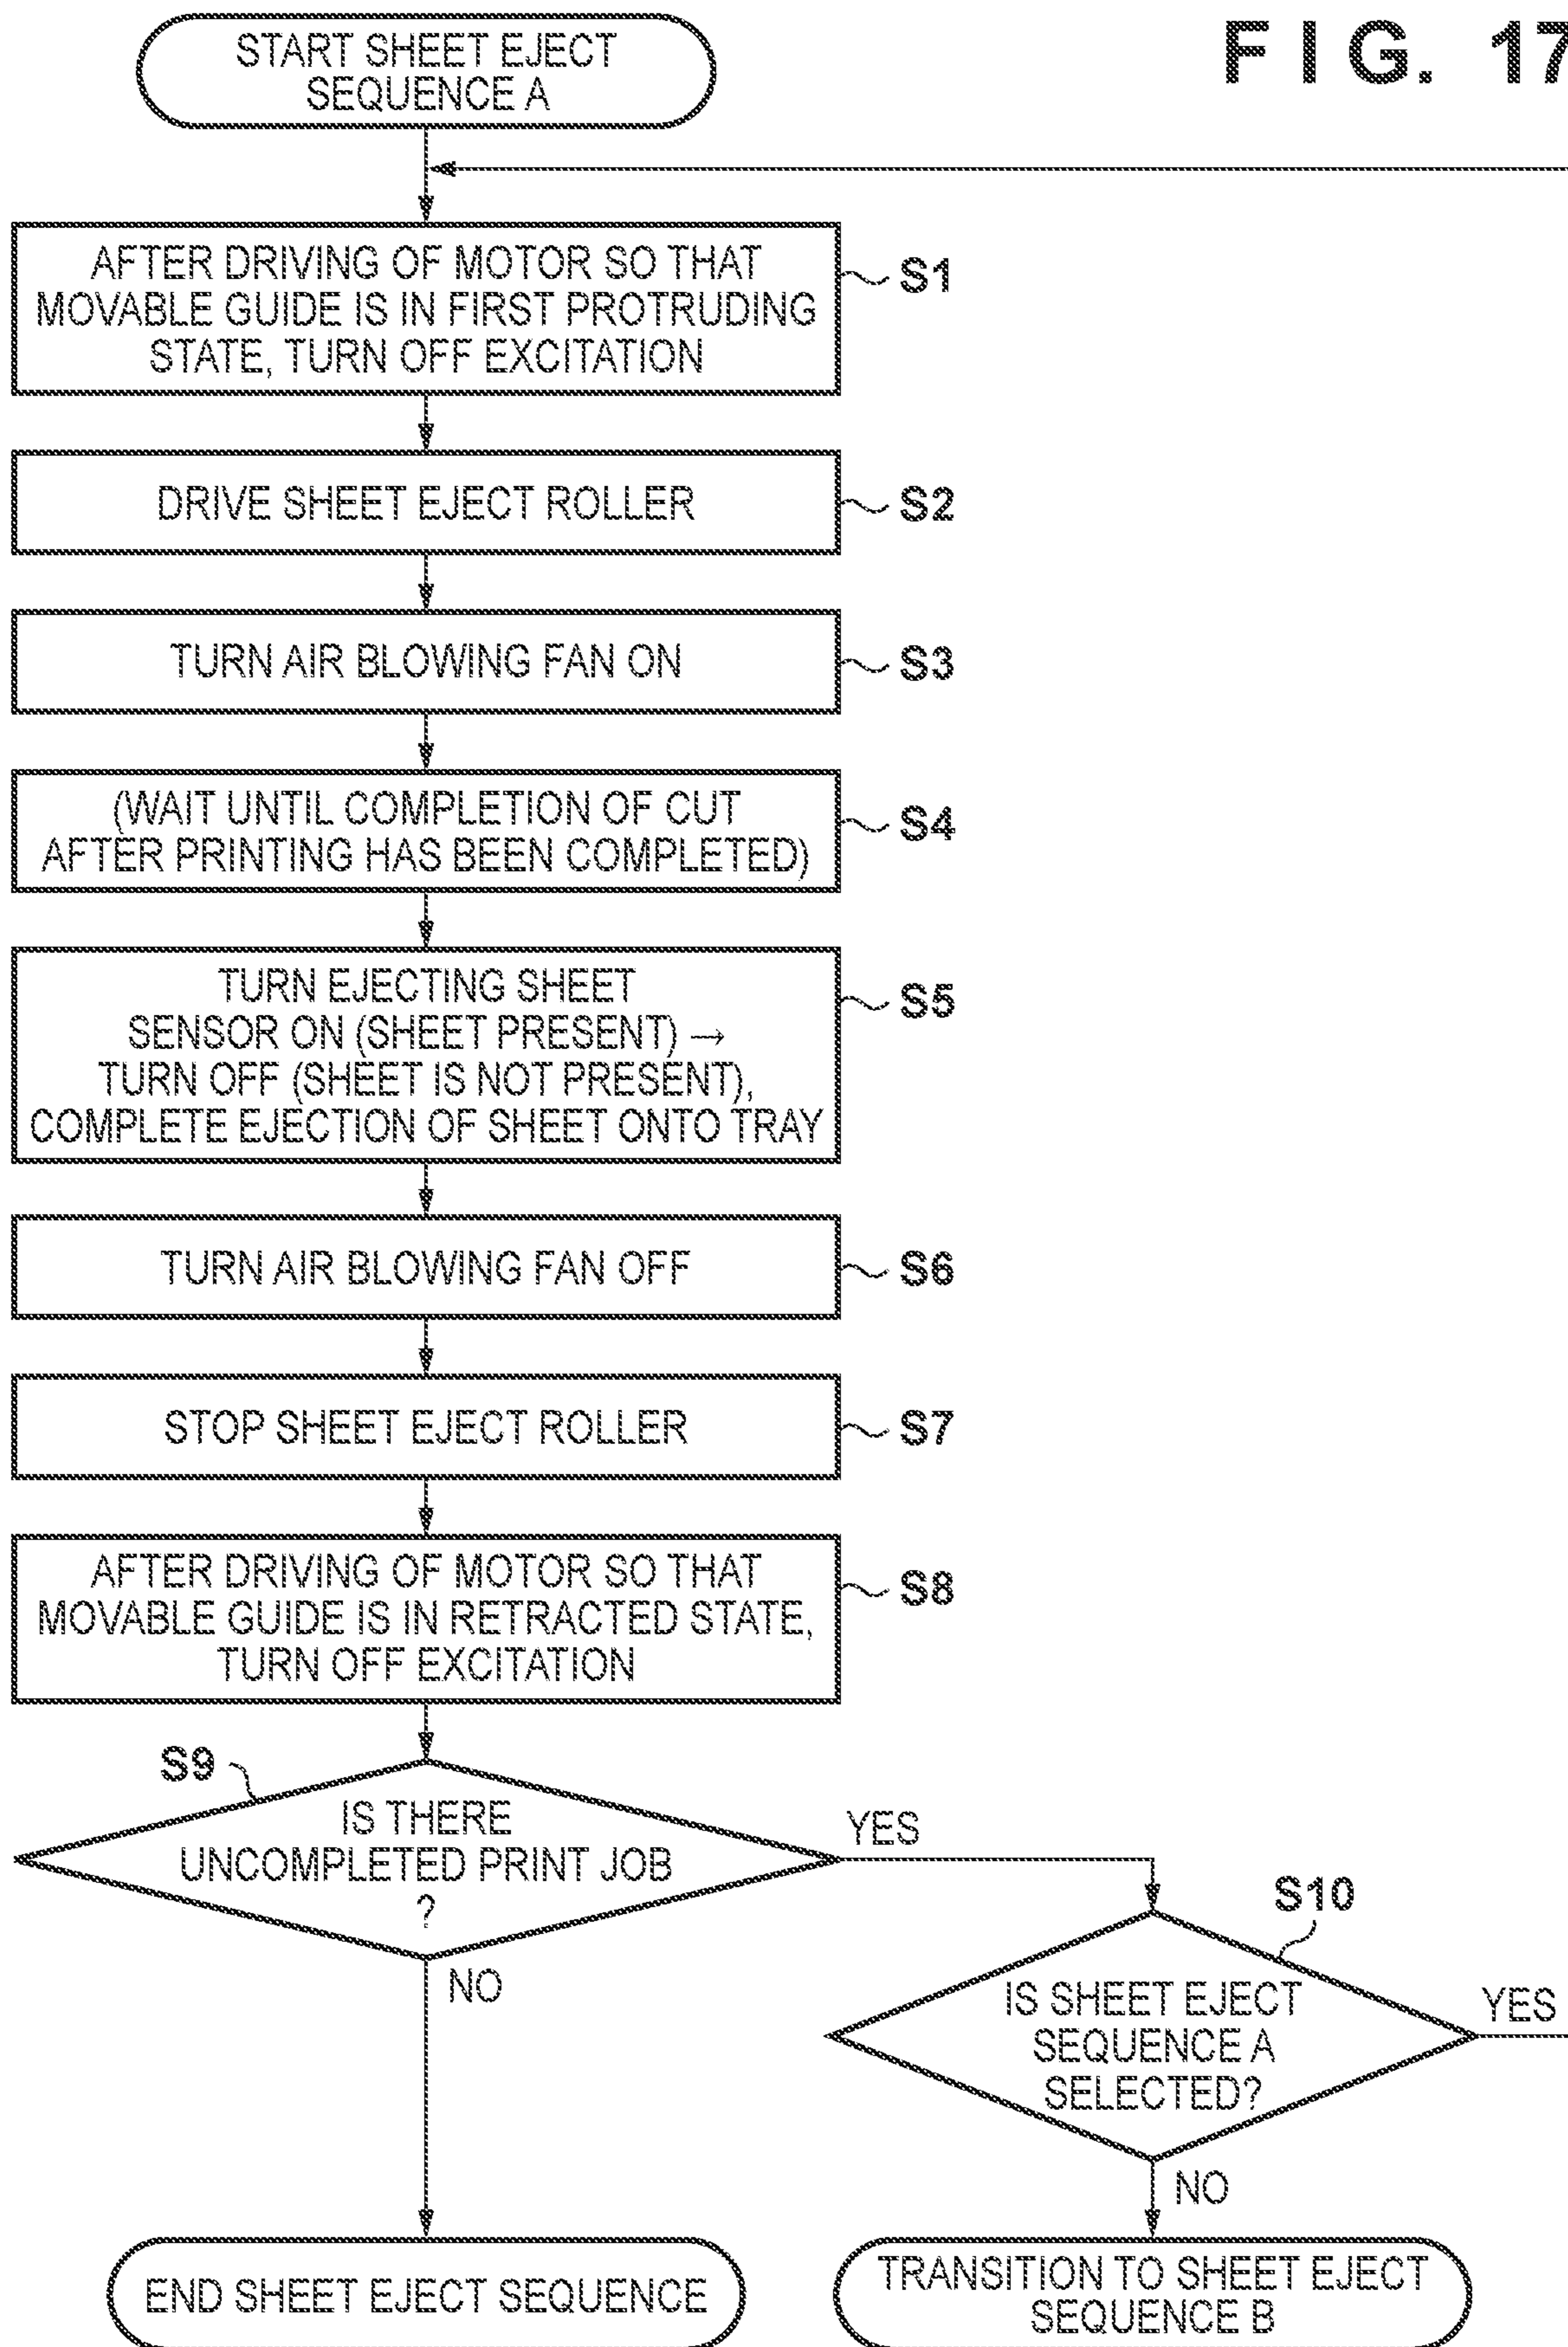 FIG. 17
START SHEET EJECT
SEQUENCE A
AFTER DRIVING OF MOTOR SO THAT
MOVABLE GUIDE IS IN FIRST PROTRUDING
STATE, TURN OFF EXCITATION
S1
DRIVE SHEET EJECT ROLLER
S2
TURN AIR BLOWING FAN ON
S3
(WAIT UNTIL COMPLETION OF CUT
AFTER PRINTING HAS BEEN COMPLETED)
S4
TURN EJECTING SHEET
SENSOR ON (SHEET PRESENT) →
TURN OFF (SHEET IS NOT PRESENT),
COMPLETE EJECTION OF SHEET ONTO TRAY
S5
TURN AIR BLOWING FAN OFF
S6
STOP SHEET EJECT ROLLER
S7
AFTER DRIVING OF MOTOR SO THAT
MOVABLE GUIDE IS IN RETRACTED STATE,
TURN OFF EXCITATION
S8
S9
IS THERE
UNCOMPLETED PRINT JOB
?
YES
NO
S10
IS SHEET EJECT
SEQUENCE A
SELECTED?
YES
NO
END SHEET EJECT SEQUENCE
TRANSITION TO SHEET EJECT
SEQUENCE B